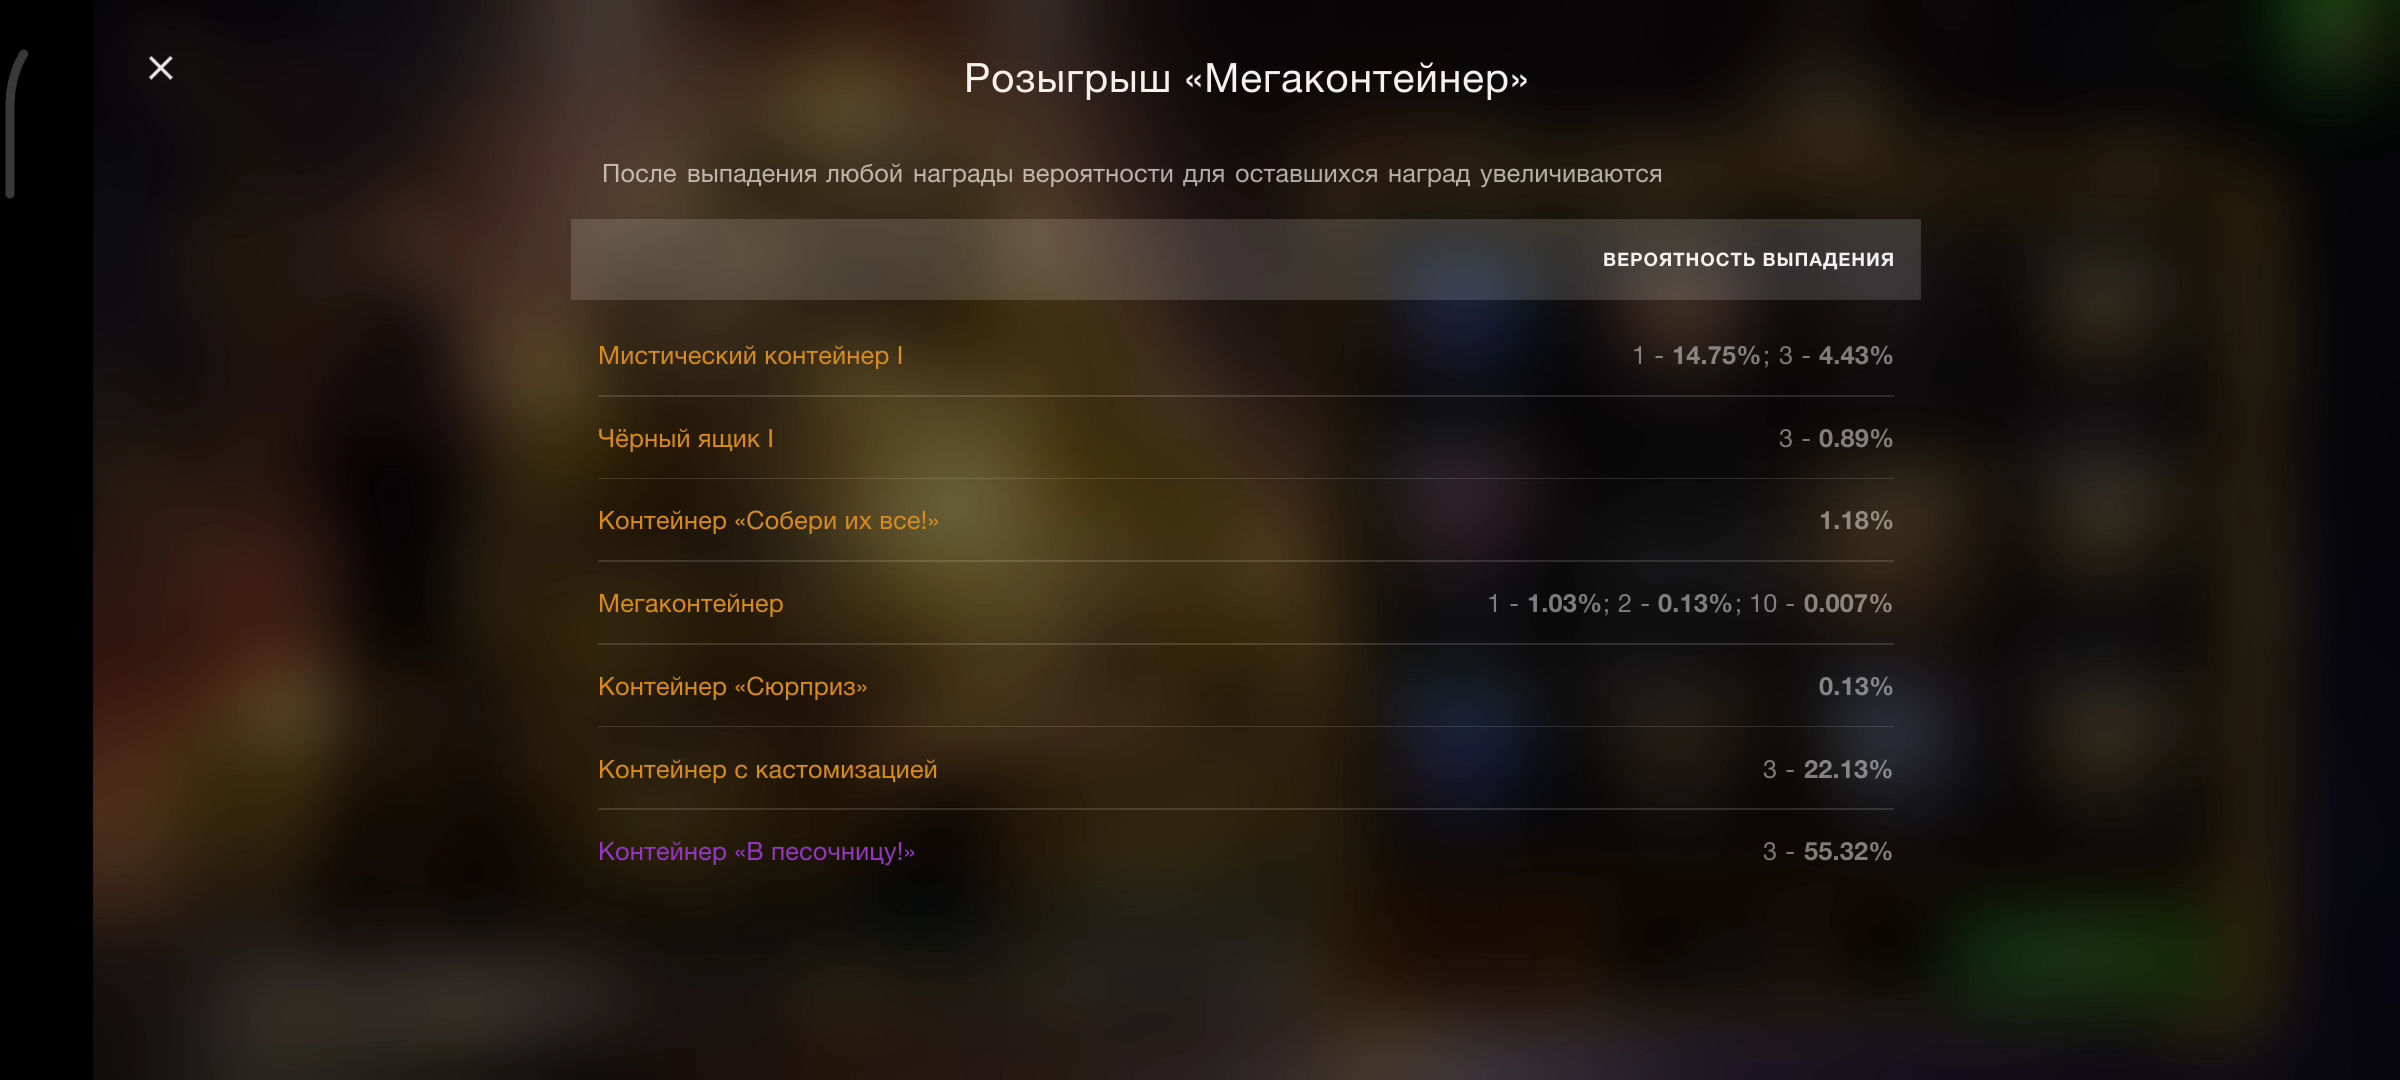 Розыгрыш «Мегаконтейнер»
После выпадения любой награды вероятности для оставшихся наград увеличиваются
ВЕРОЯТНОСТЬ ВЫПАДЕНИЯ
Мистический контейнер I 1 - 14.75%; 3 - 4.43%
Чёрный ящик I 3 - 0.89%
Контейнер «Собери их все!» 1.18%
Мегаконтейнер 1 - 1.03%; 2 - 0.13%; 10 - 0.007%
Контейнер «Сюрприз» 0.13%
Контейнер с кастомизацией 3 - 22.13%
Контейнер «В песочницу!» 3 - 55.32%